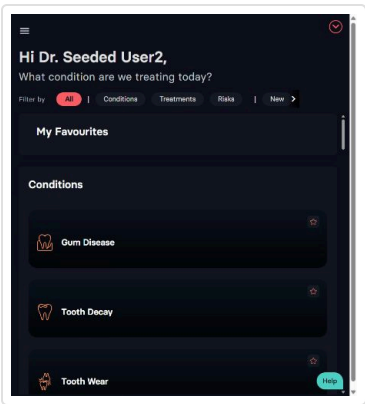 Hi Dr. Seeded User2,
What condition are we treating today?
Filter by All | Conditions Treatments Risks | New >
My Favourites
Conditions
Gum Disease
Tooth Decay
Tooth Wear
Help